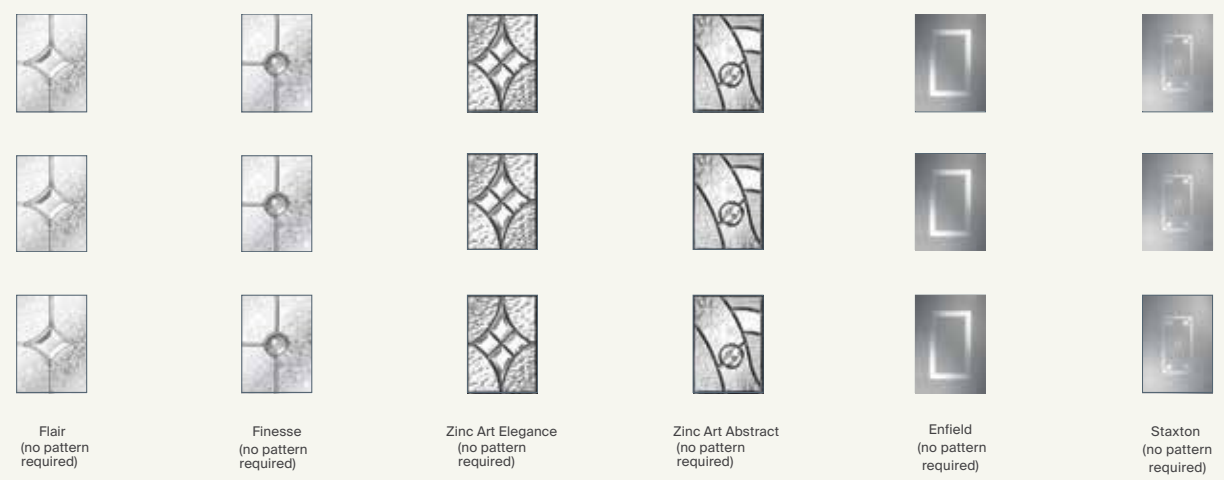 Flair
(no pattern
required)
Finesse
(no pattern
required)
Zinc Art Elegance
(no pattern
required)
Zinc Art Abstract
(no pattern
required)
Enfield
(no pattern
required)
Staxton
(no pattern
required)